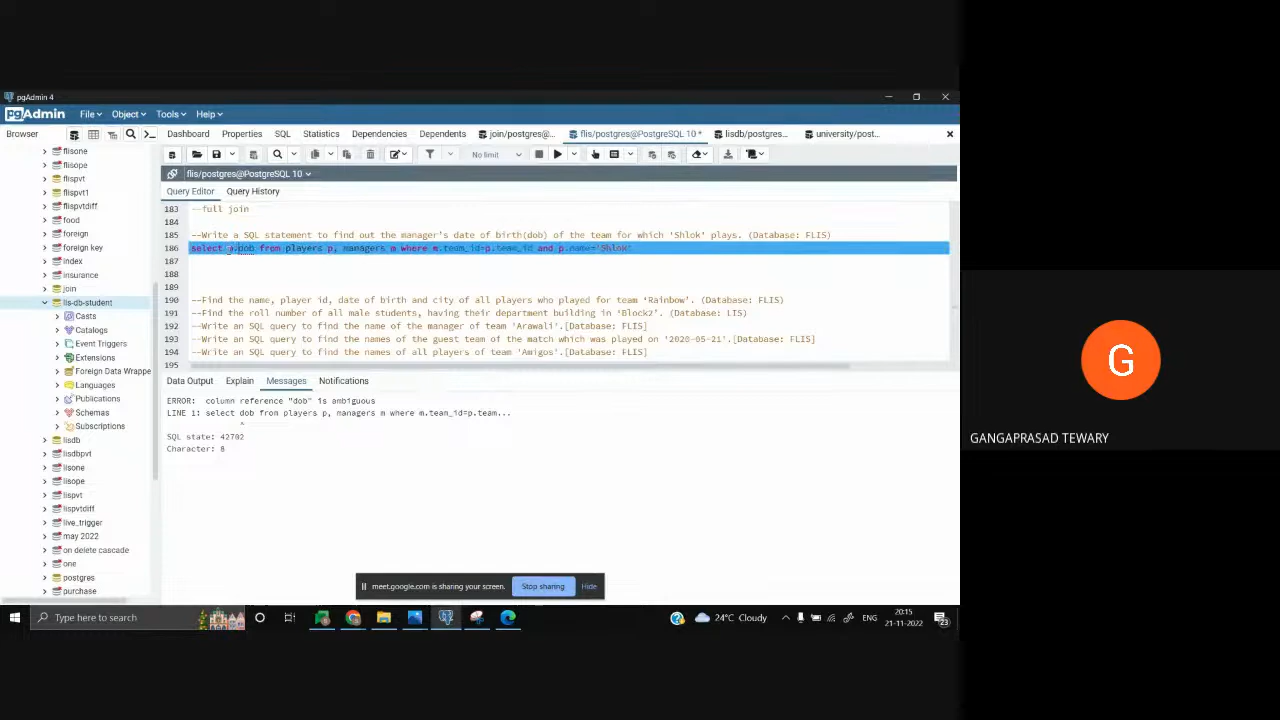 pgAdmin 4
pgAdmin File Object Tools Help
Browser Dashboard Properties SQL Statistics Dependencies Dependents join/postgres@... flis/postgres@PostgreSQL 10 * lisdb/postgres... university/post...
No limit
flis/postgres@PostgreSQL 10
Query Editor Query History
flisone
flisope
flispvt
flispvt1
flispvtdiff
food
foreign
foreign key
index
insurance
join
lis-db-student
Casts
Catalogs
Event Triggers
Extensions
Foreign Data Wrappe
Languages
Publications
Schemas
Subscriptions
lisdb
lisdbpvt
lisone
lisope
lispvt
lispvtdiff
live_trigger
may 2022
on delete cascade
one
postgres
purchase
183 --full join
184
185 --Write a SQL statement to find out the manager's date of birth(dob) of the team for which 'Shlok' plays. (Database: FLIS)
186 select m.dob from players p, managers m where m.team_id=p.team_id and p.name='Shlok'
187
188
189
190 --Find the name, player id, date of birth and city of all players who played for team 'Rainbow'. (Database: FLIS)
191 --Find the roll number of all male students, having their department building in 'Block2'. (Database: LIS)
192 --Write an SQL query to find the name of the manager of team 'Arawali'.[Database: FLIS]
193 --Write an SQL query to find the names of the guest team of the match which was played on '2020-05-21'.[Database: FLIS]
194 --Write an SQL query to find the names of all players of team 'Amigos'.[Database: FLIS]
195
Data Output Explain Messages Notifications
ERROR: column reference "dob" is ambiguous
LINE 1: select dob from players p, managers m where m.team_id=p.team...
^
SQL state: 42702
Character: 8
meet.google.com is sharing your screen. Stop sharing Hide
Type here to search
24°C Cloudy
ENG
20:15
21-11-2022
23
G
GANGAPRASAD TEWARY